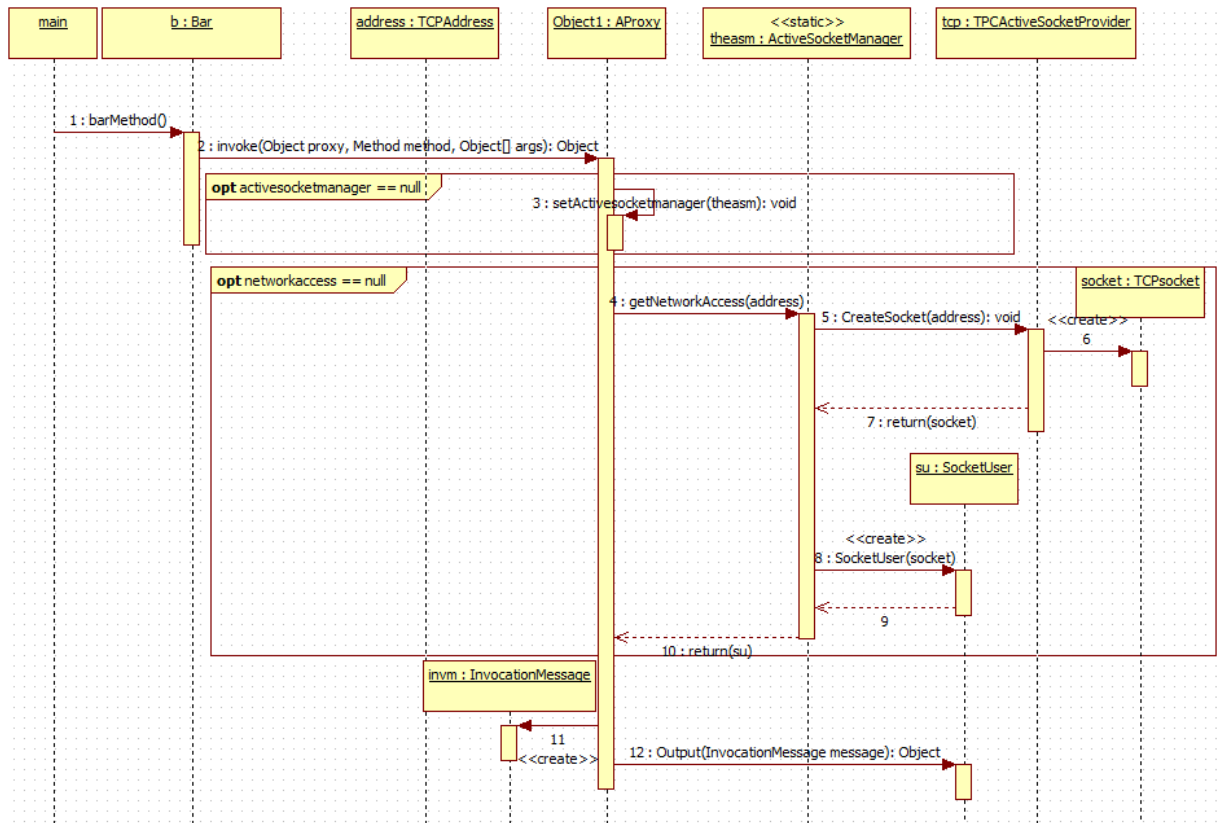 main
b : Bar
address : TCPAddress
Object1 : AProxy
<<static>>
theasm : ActiveSocketManager
tcp : TPCActiveSocketProvider
1 : barMethod()
2 : invoke(Object proxy, Method method, Object[] args): Object
opt activesocketmanager == null
3 : setActivesocketmanager(theasm): void
opt networkaccess == null
socket : TCPsocket
4 : getNetworkAccess(address)
5 : CreateSocket(address): void
<<create>>
6
7 : return(socket)
su : SocketUser
<<create>>
8 : SocketUser(socket)
9
10 : return(su)
invm : InvocationMessage
11
<<create>>
12 : Output(InvocationMessage message): Object